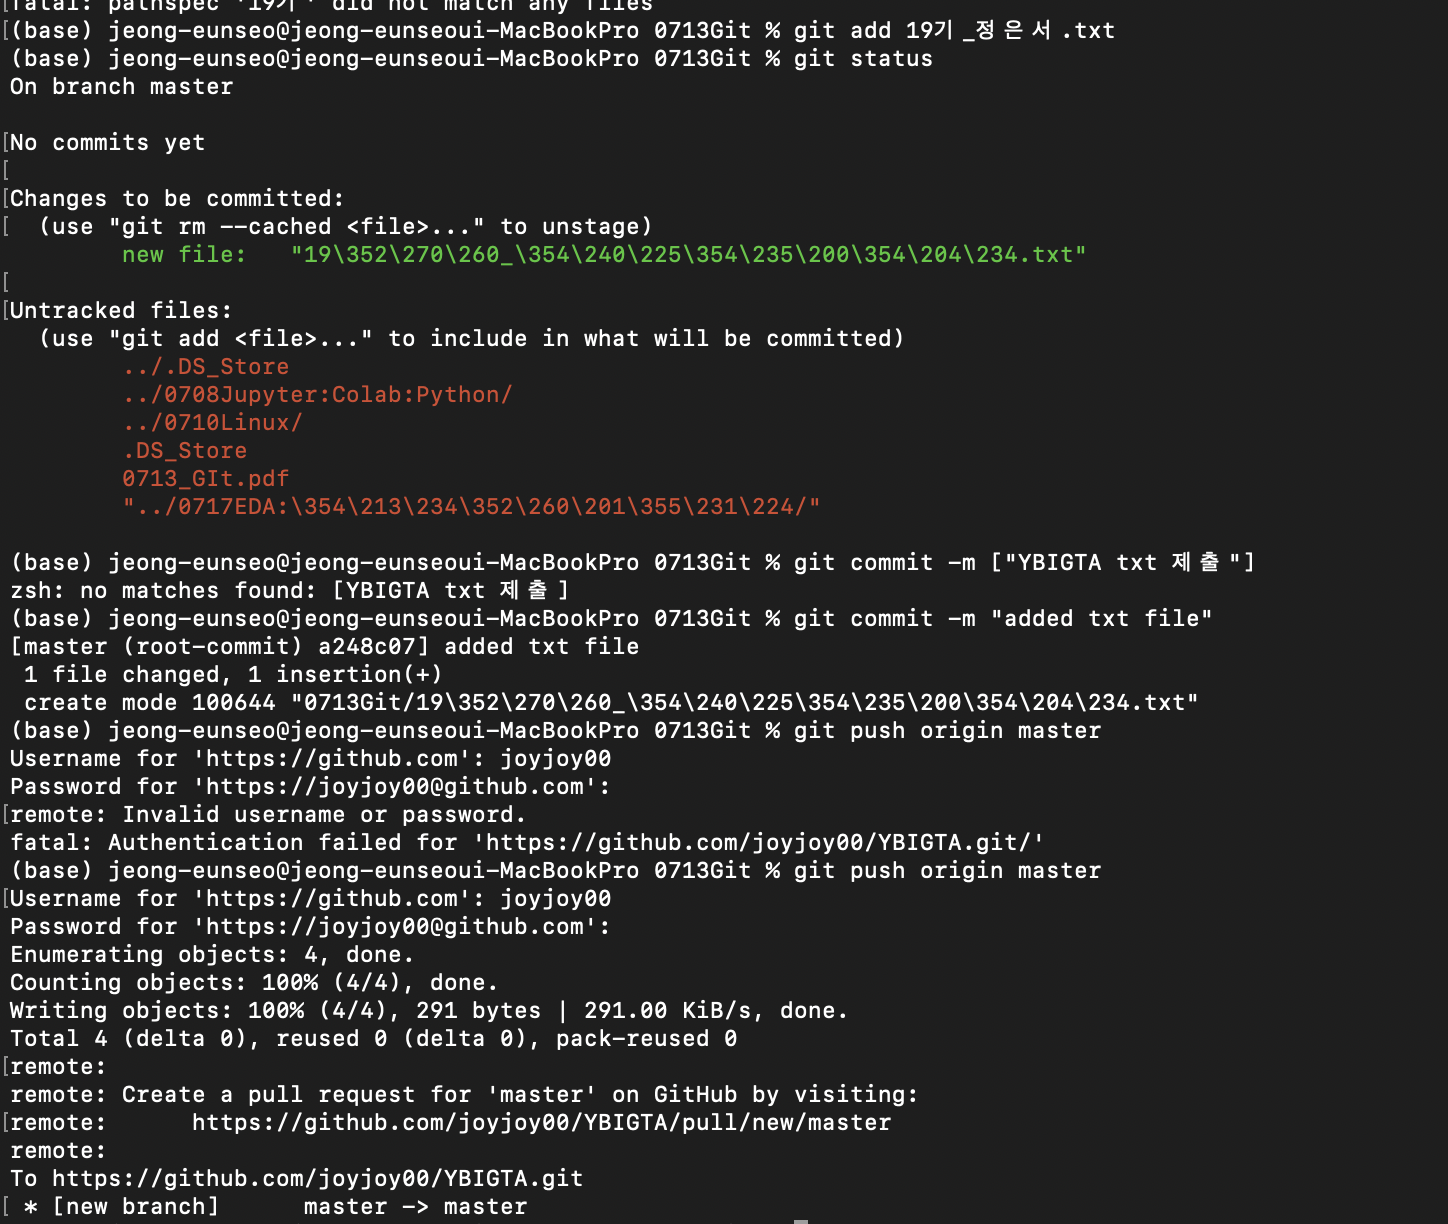 fatal: pathspec '19기' did not match any files
(base) jeong-eunseo@jeong-eunseoui-MacBookPro 0713Git % git add 19기_정은서.txt
(base) jeong-eunseo@jeong-eunseoui-MacBookPro 0713Git % git status
On branch master
No commits yet
Changes to be committed:
(use "git rm --cached <file>..." to unstage)
new file: "19\352\270\260_\354\240\225\354\235\200\354\204\234.txt"
Untracked files:
(use "git add <file>..." to include in what will be committed)
../.DS_Store
../0708Jupyter:Colab:Python/
../0710Linux/
.DS_Store
0713_GIt.pdf
"../0717EDA:\354\213\234\352\260\201\355\231\224/"
(base) jeong-eunseo@jeong-eunseoui-MacBookPro 0713Git % git commit -m ["YBIGTA txt 제출"]
zsh: no matches found: [YBIGTA txt 제출]
(base) jeong-eunseo@jeong-eunseoui-MacBookPro 0713Git % git commit -m "added txt file"
[master (root-commit) a248c07] added txt file
1 file changed, 1 insertion(+)
create mode 100644 "0713Git/19\352\270\260_\354\240\225\354\235\200\354\204\234.txt"
(base) jeong-eunseo@jeong-eunseoui-MacBookPro 0713Git % git push origin master
Username for 'https://github.com': joyjoy00
Password for 'https://joyjoy00@github.com':
remote: Invalid username or password.
fatal: Authentication failed for 'https://github.com/joyjoy00/YBIGTA.git/'
(base) jeong-eunseo@jeong-eunseoui-MacBookPro 0713Git % git push origin master
Username for 'https://github.com': joyjoy00
Password for 'https://joyjoy00@github.com':
Enumerating objects: 4, done.
Counting objects: 100% (4/4), done.
Writing objects: 100% (4/4), 291 bytes | 291.00 KiB/s, done.
Total 4 (delta 0), reused 0 (delta 0), pack-reused 0
remote:
remote: Create a pull request for 'master' on GitHub by visiting:
remote: https://github.com/joyjoy00/YBIGTA/pull/new/master
remote:
To https://github.com/joyjoy00/YBIGTA.git
* [new branch] master -> master